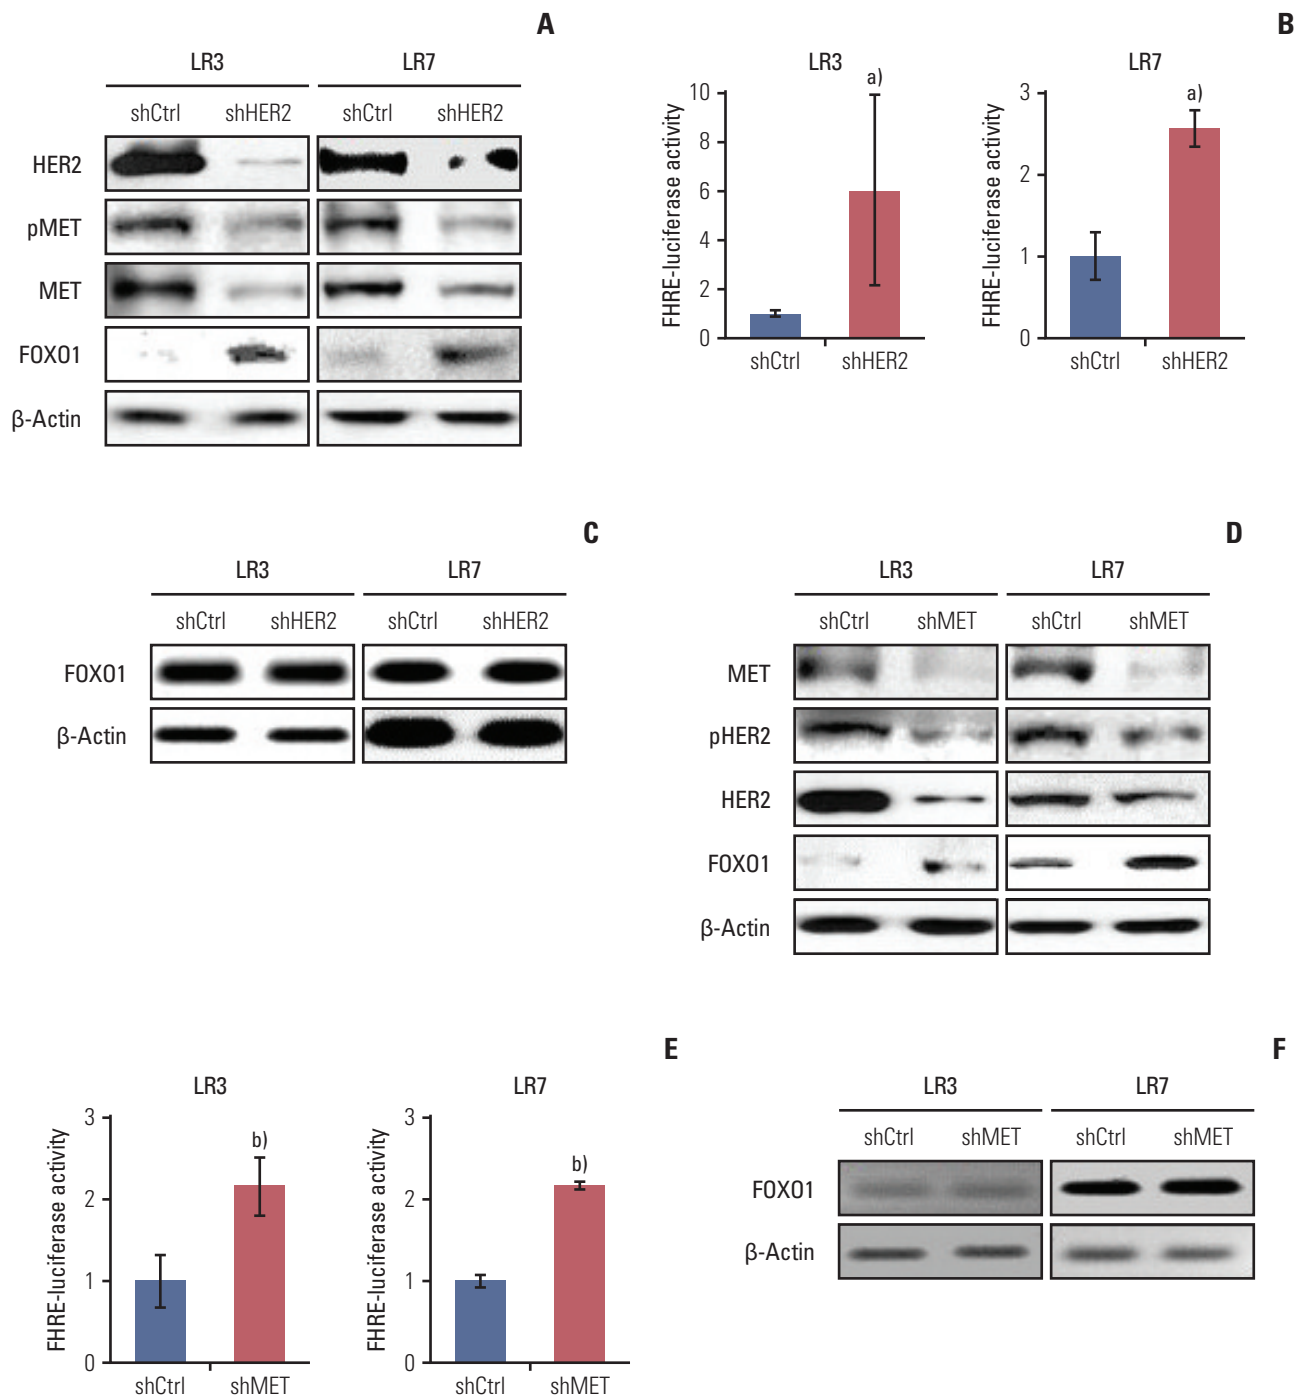 A
LR3 LR7
shCtrl shHER2 shCtrl shHER2
HER2
pMET
MET
FOXO1
β-Actin
B
LR3
FHRE-luciferase activity
10
8
6
4
2
0
a)
shCtrl shHER2
LR7
FHRE-luciferase activity
3
2
1
0
a)
shCtrl shHER2
C
LR3 LR7
shCtrl shHER2 shCtrl shHER2
FOXO1
β-Actin
D
LR3 LR7
shCtrl shMET shCtrl shMET
MET
pHER2
HER2
FOXO1
β-Actin
E
LR3
FHRE-luciferase activity
3
2
1
0
b)
shCtrl shMET
LR7
FHRE-luciferase activity
3
2
1
0
b)
shCtrl shMET
F
LR3 LR7
shCtrl shMET shCtrl shMET
FOXO1
β-Actin